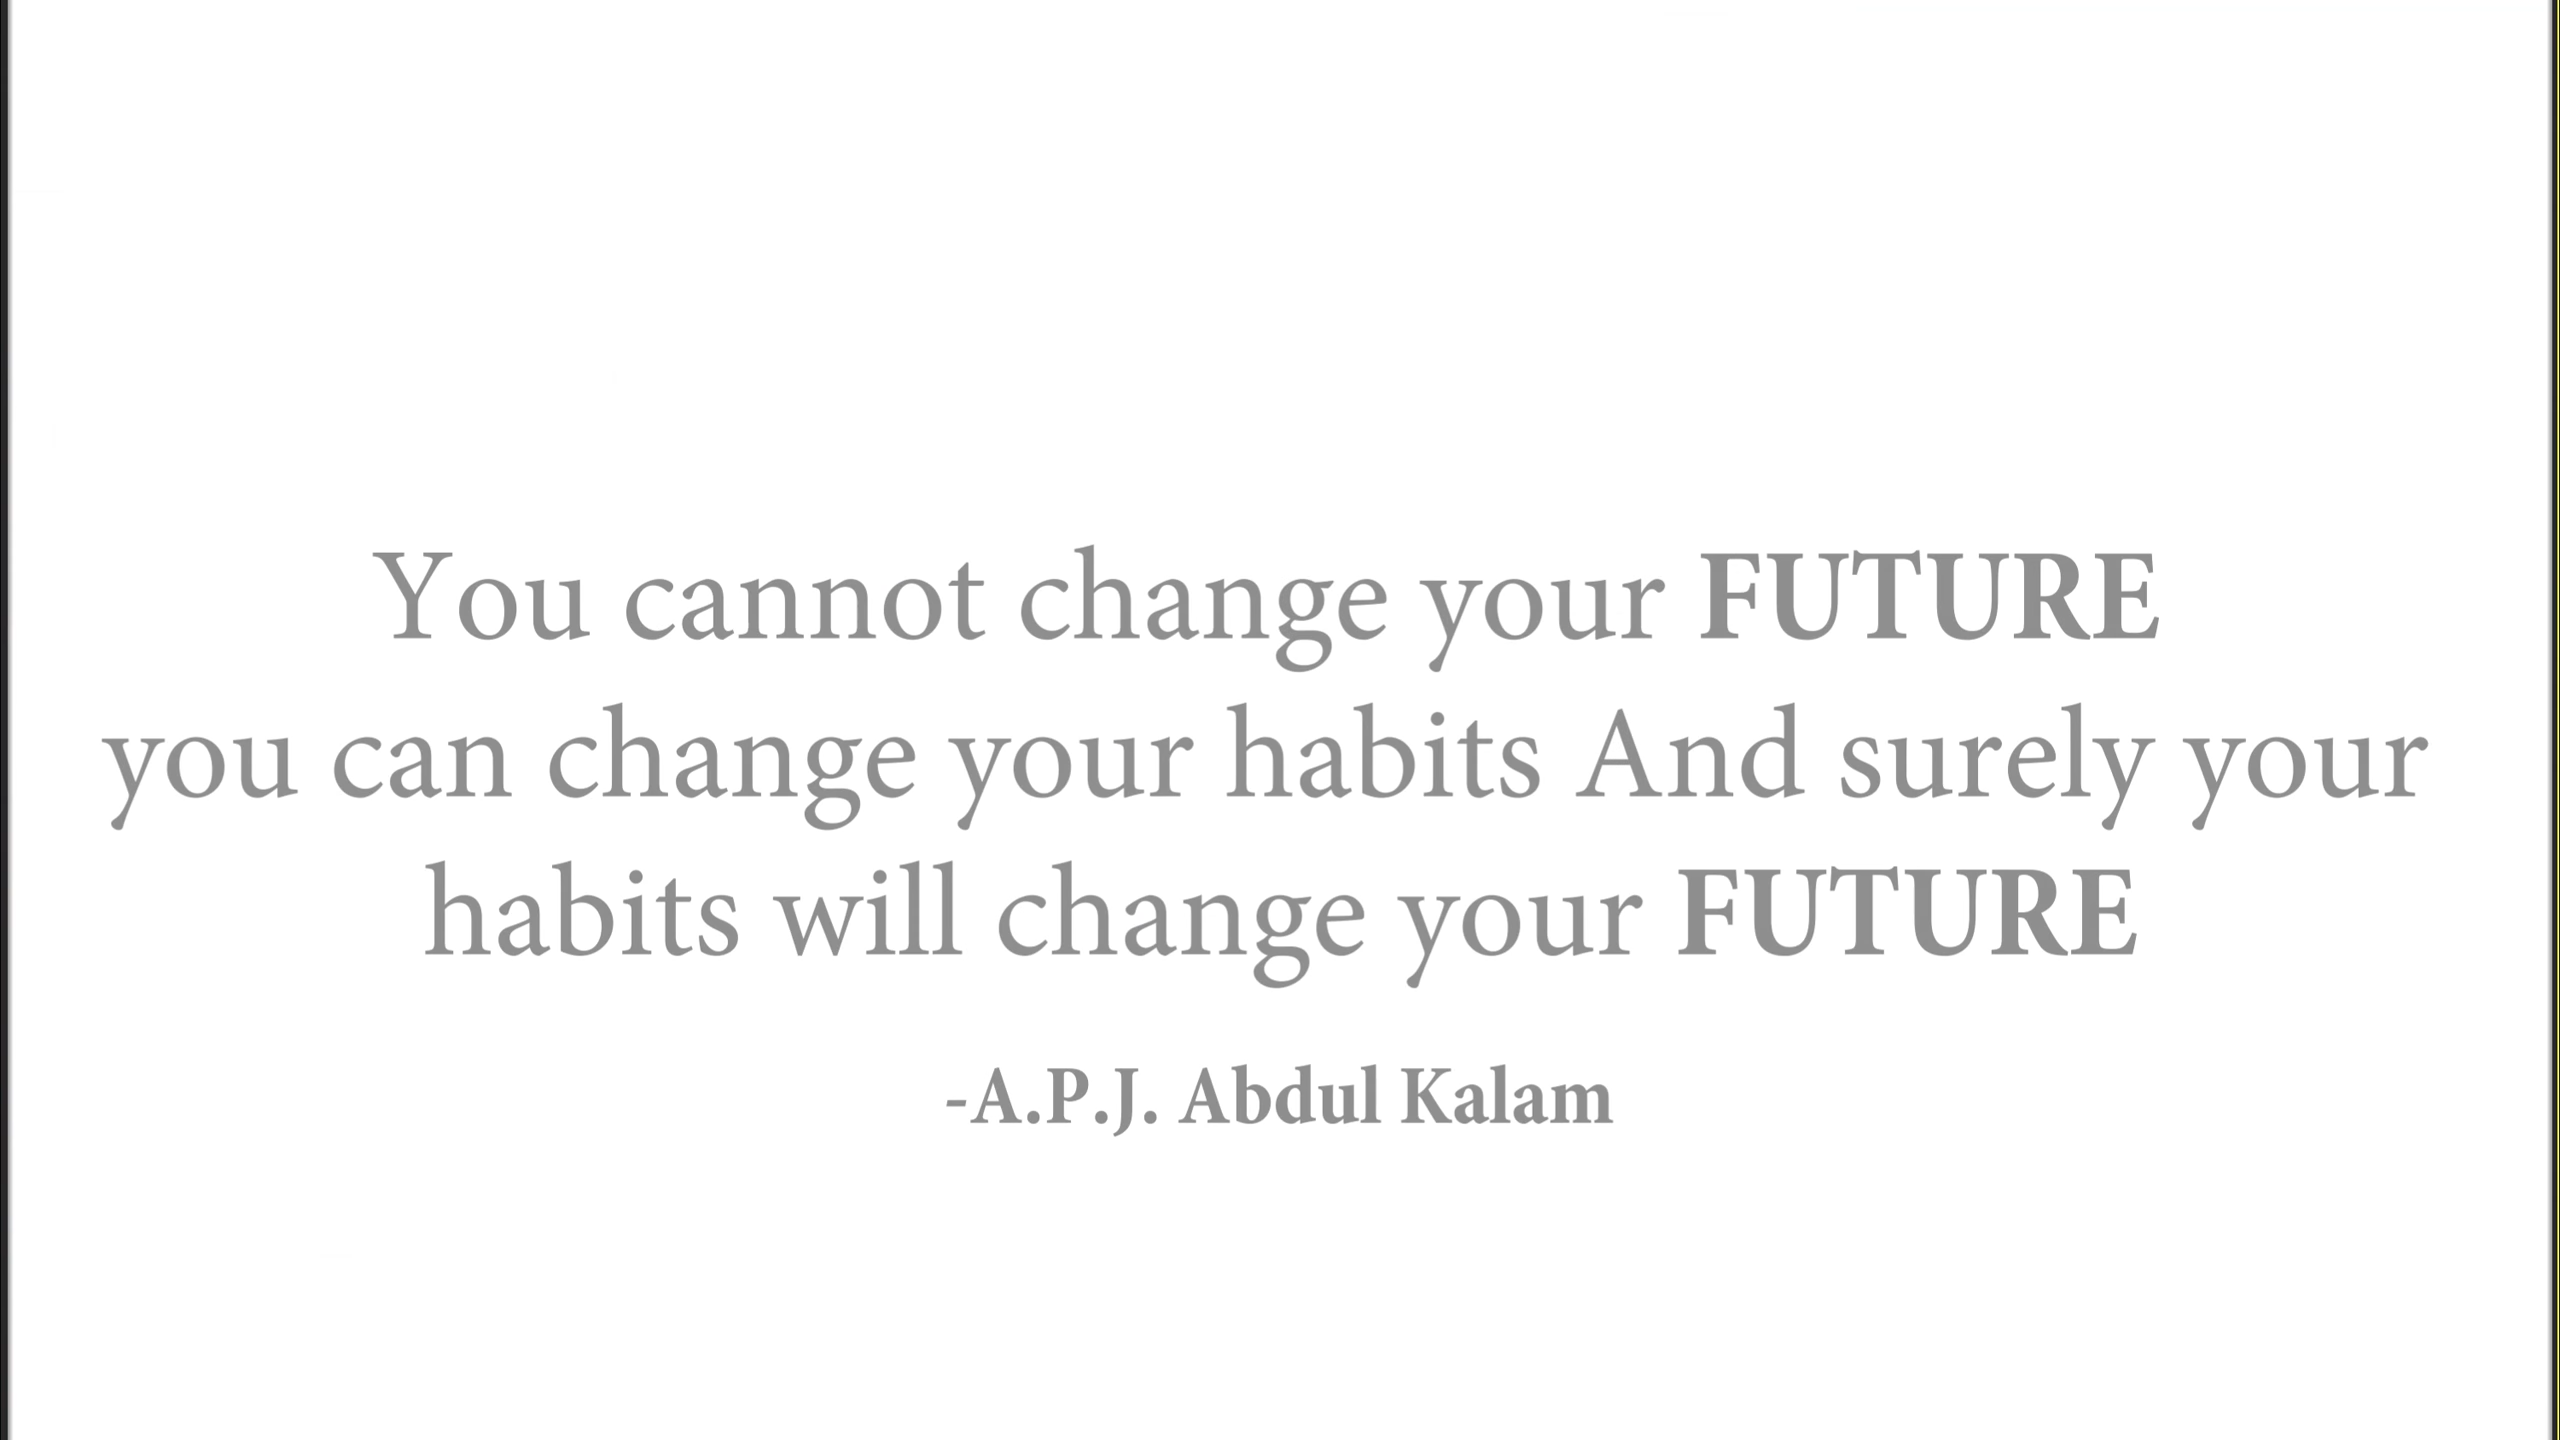 You cannot change your FUTURE
you can change your habits And surely your
habits will change your FUTURE
-A.P.J. Abdul Kalam